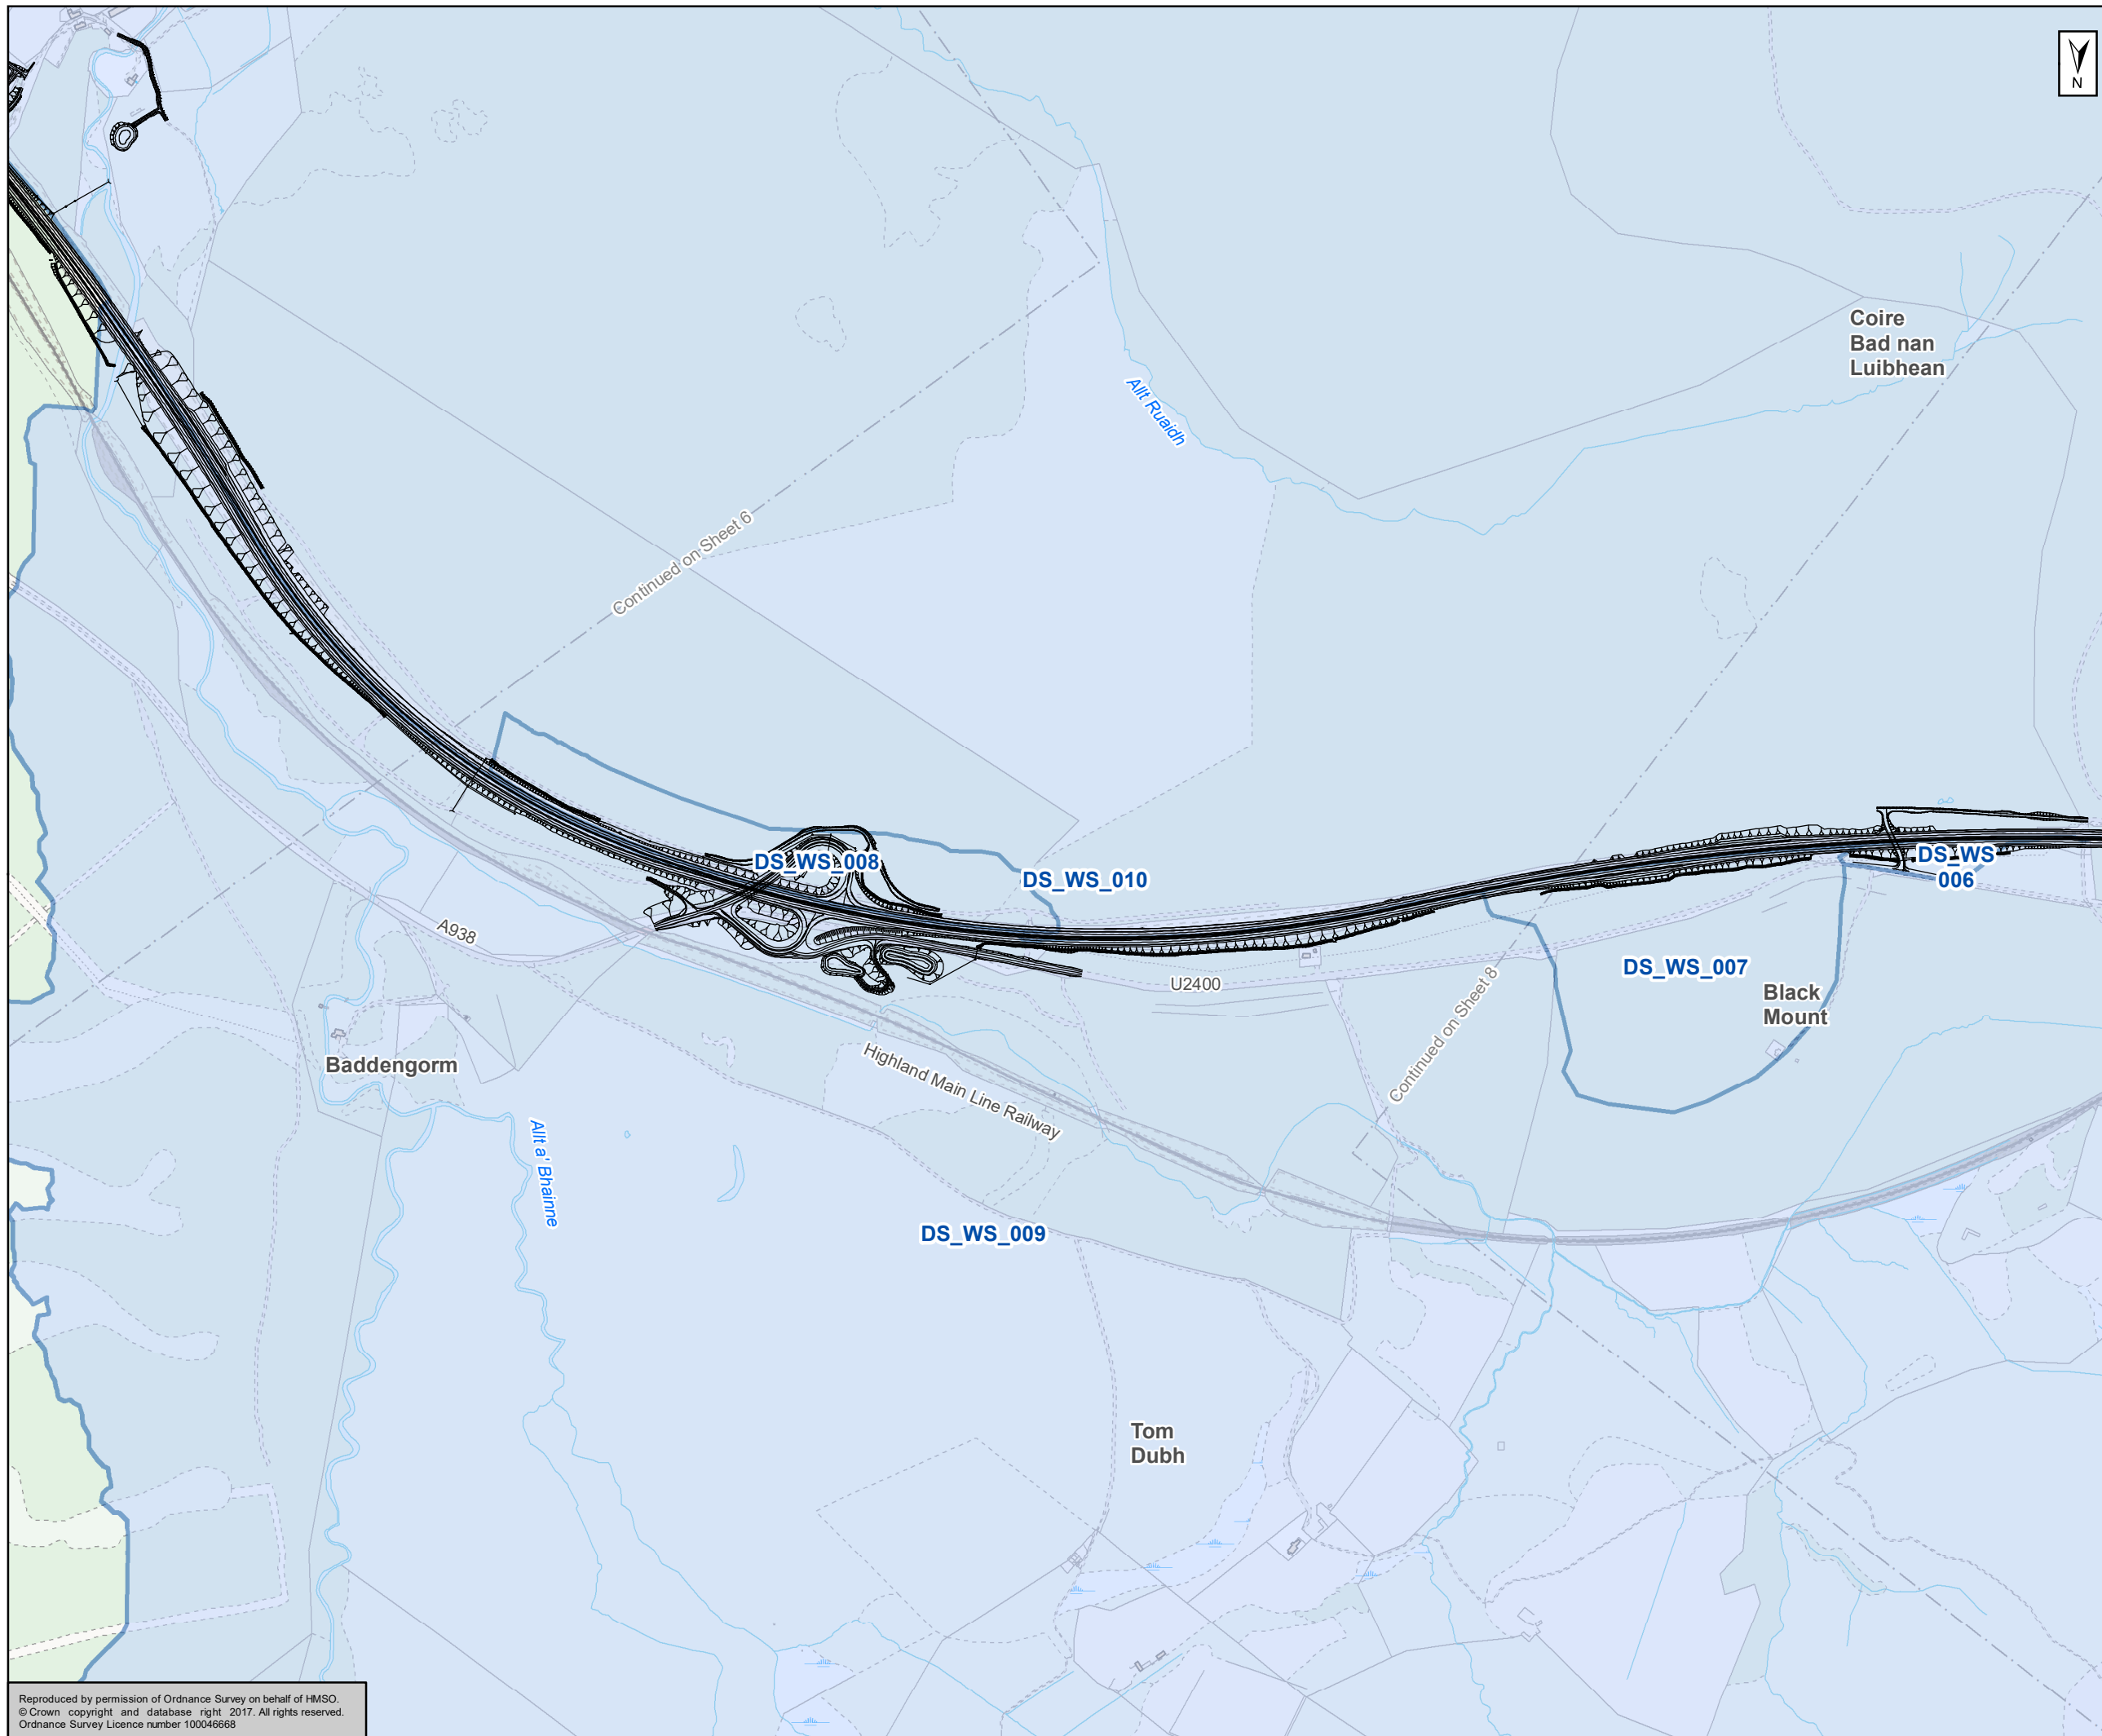 N
Coire
Bad nan
Luibhean
Allt Ruaidh
Continued on Sheet 6
DS_WS_008
DS_WS_010
DS_WS
006
A938
DS_WS_007
U2400
Black
Mount
Continued on Sheet 8
Baddengorm
Highland Main Line Railway
Allt a' Bhainne
DS_WS_009
Tom
Dubh
Reproduced by permission of Ordnance Survey on behalf of HMSO.
© Crown copyright and database right 2017. All rights reserved.
Ordnance Survey Licence number 100046668